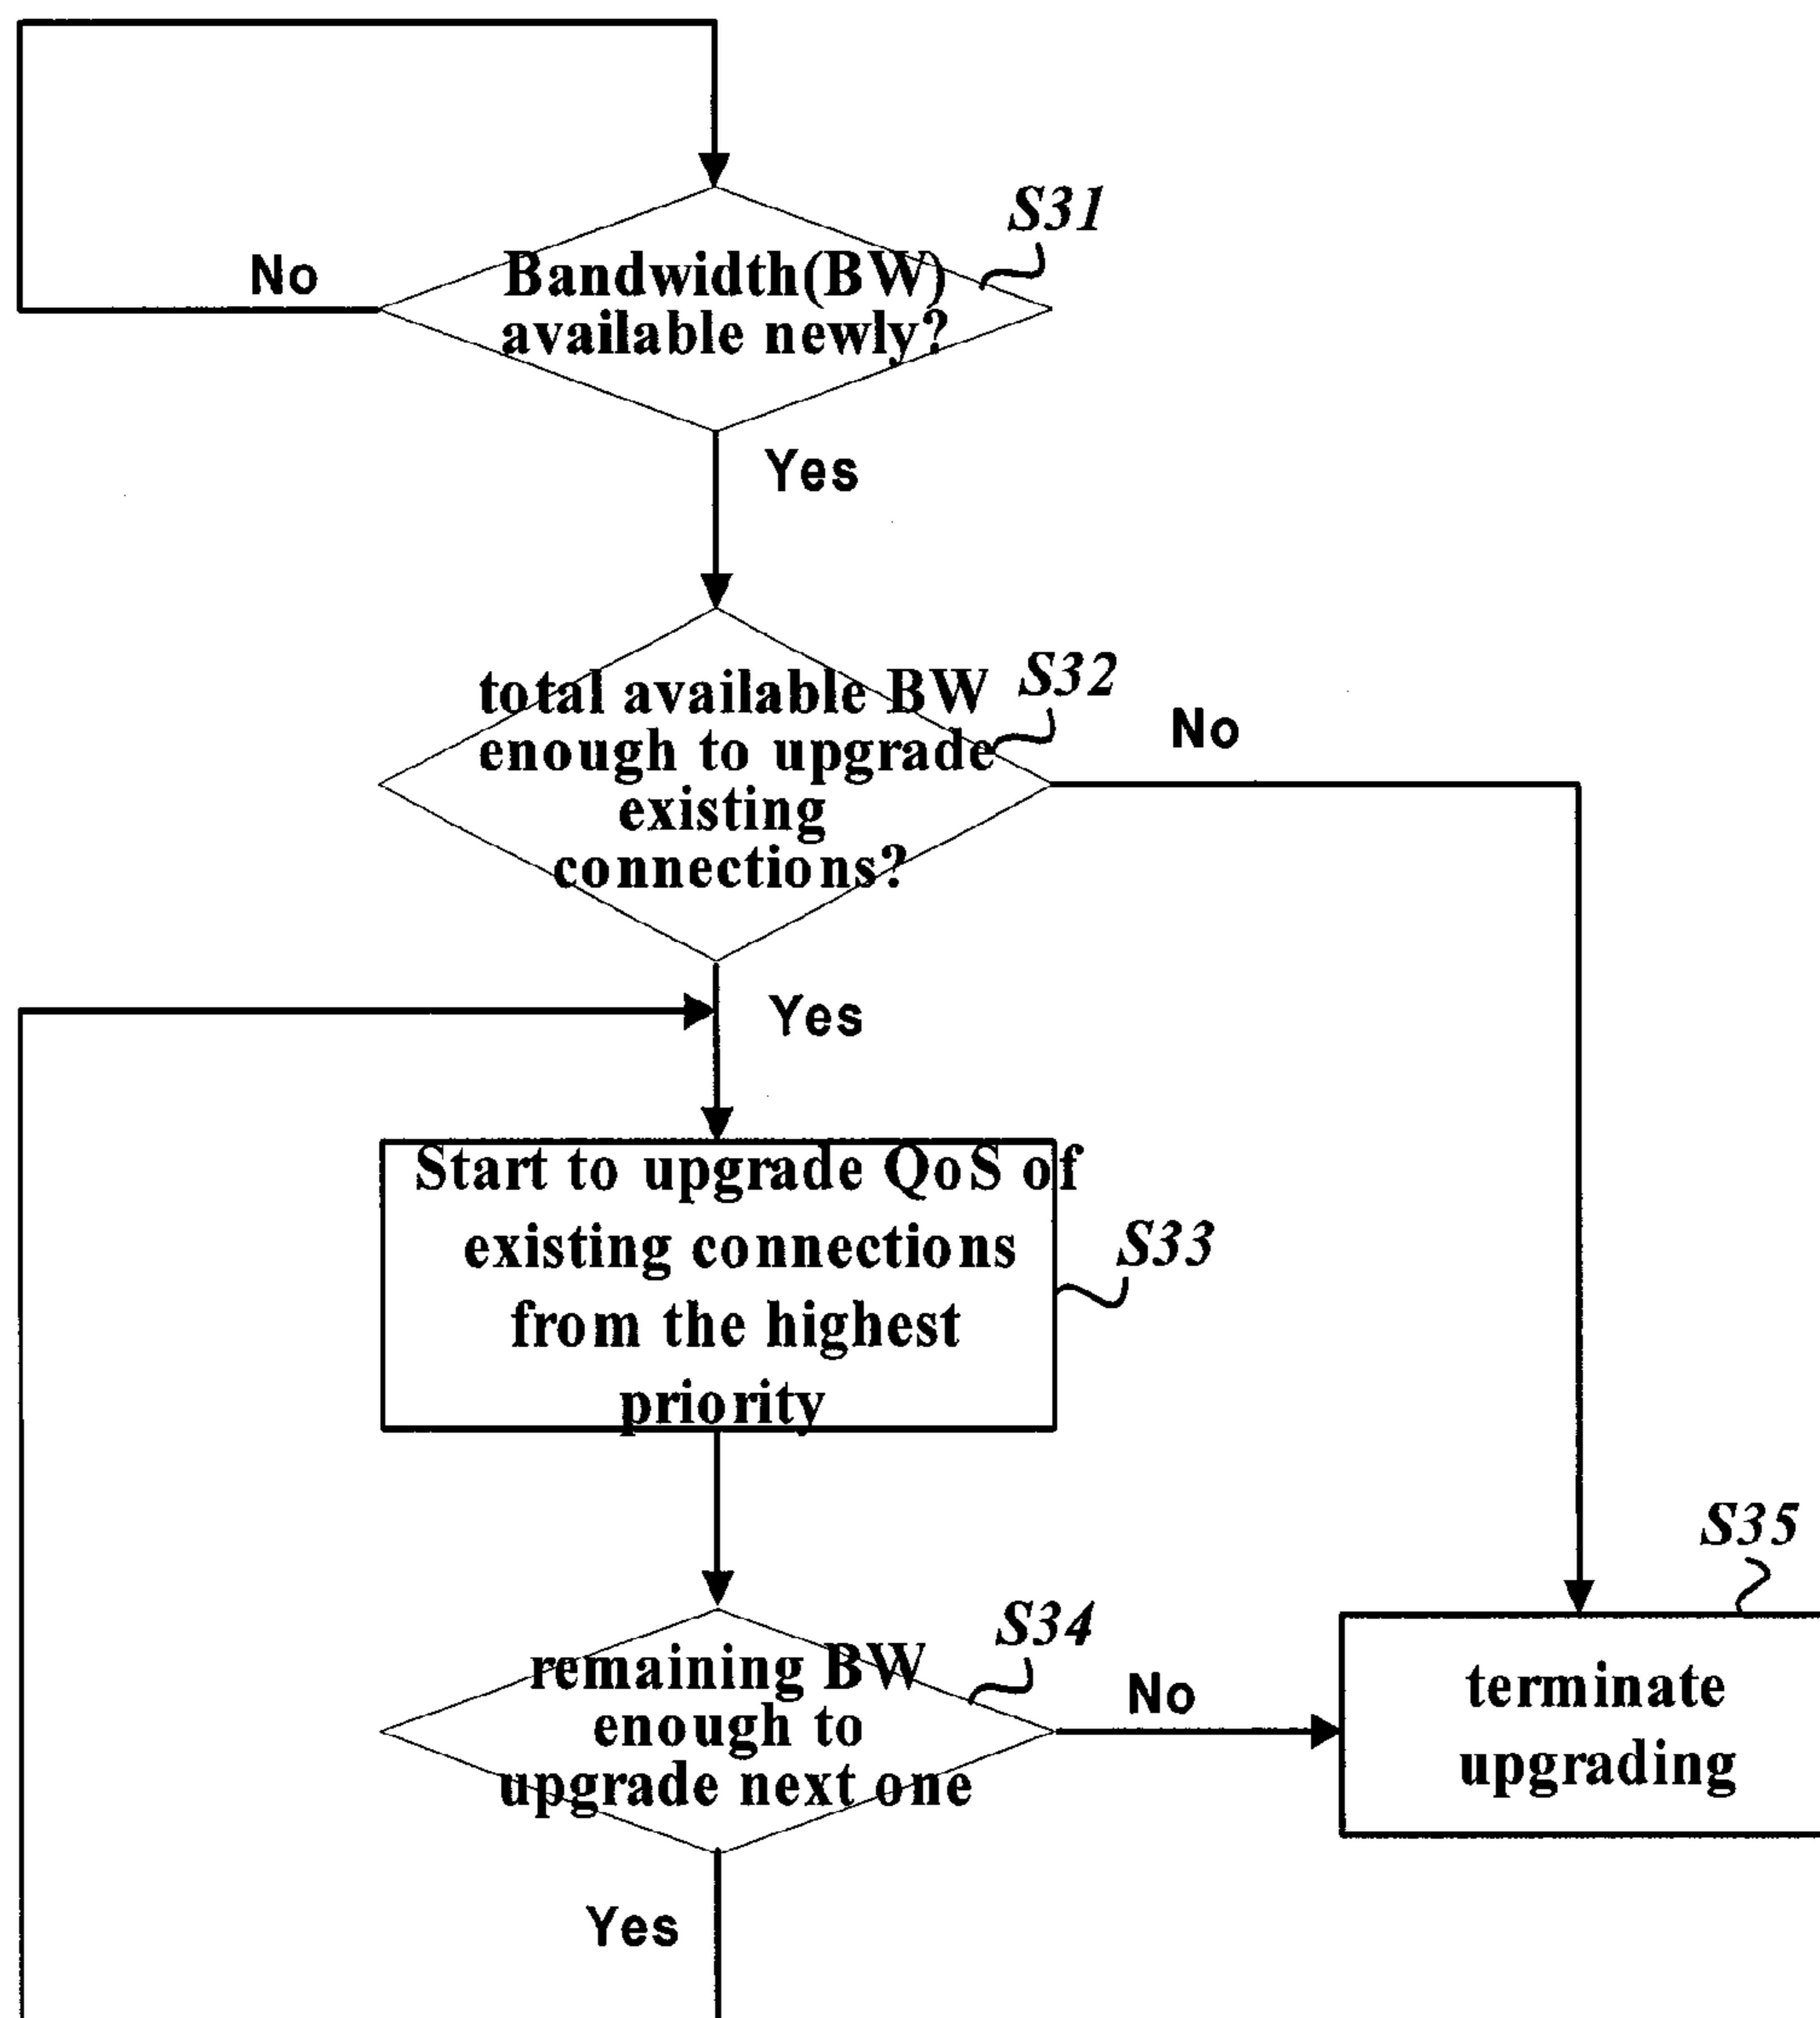 S31
No
Bandwidth(BW)
available newly?
Yes
S32
total available BW
enough to upgrade
existing
connections?
No
Yes
Start to upgrade QoS of
existing connections
from the highest
priority
S33
S35
S34
remaining BW
enough to
upgrade next one
No
terminate
upgrading
Yes